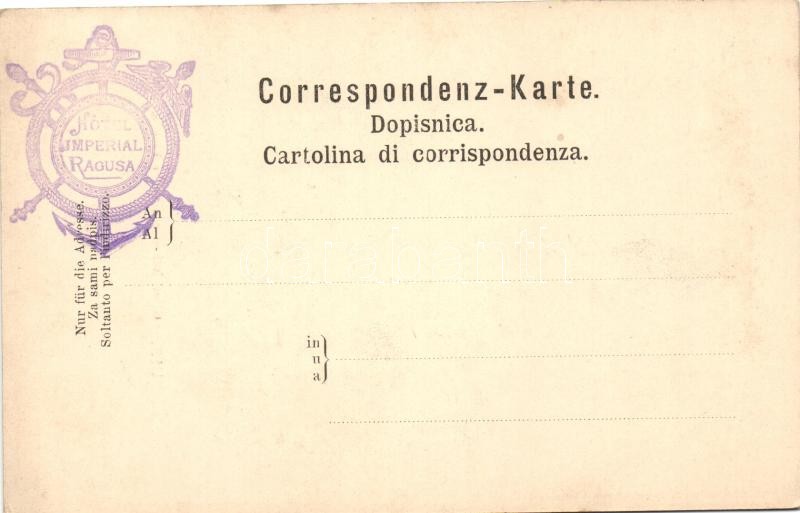 HÔTEL
IMPERIAL
RAGUSA
Correspondenz-Karte.
Dopisnica.
Cartolina di corrispondenza.
An
Al
Nur für die Adresse.
Za sami nadpis.
Soltanto per l'indirizzo.
in
u
a